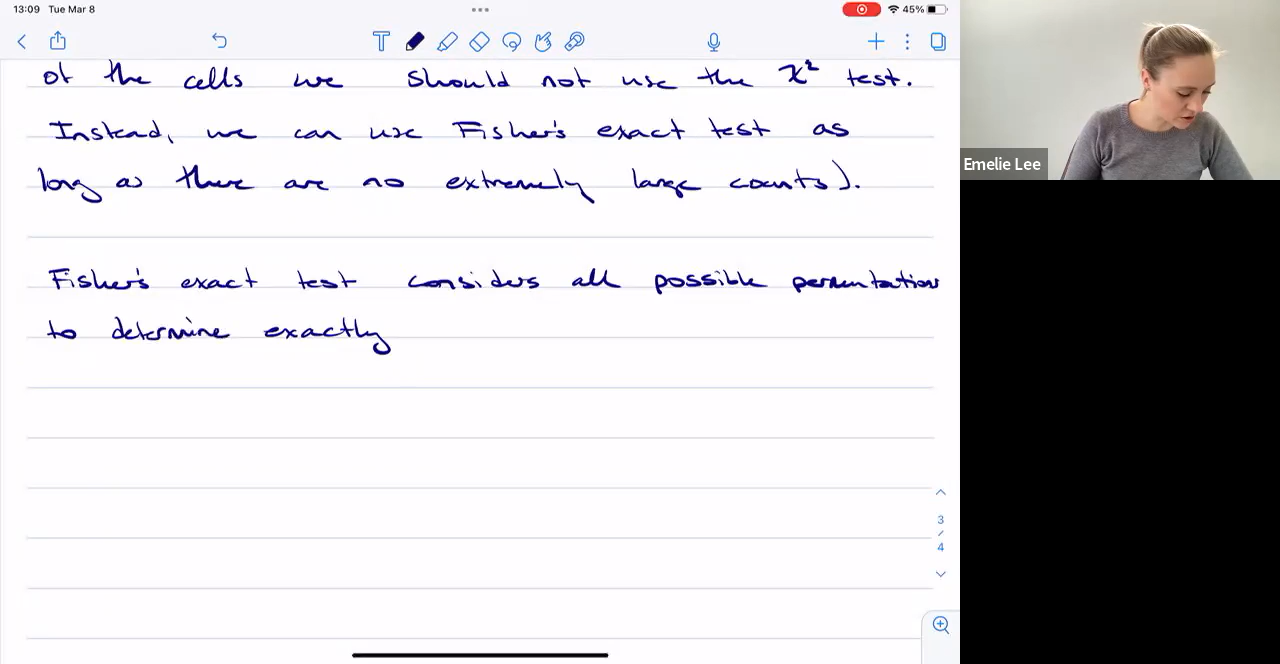 13:09 Tue Mar 8
45%
of the cells we should not use the χ² test.
Instead, we can use Fisher's exact test as
long as there are no extremely large counts).
Fisher's exact test considers all possible permutations
to determine exactly
3
/
4
Emelie Lee